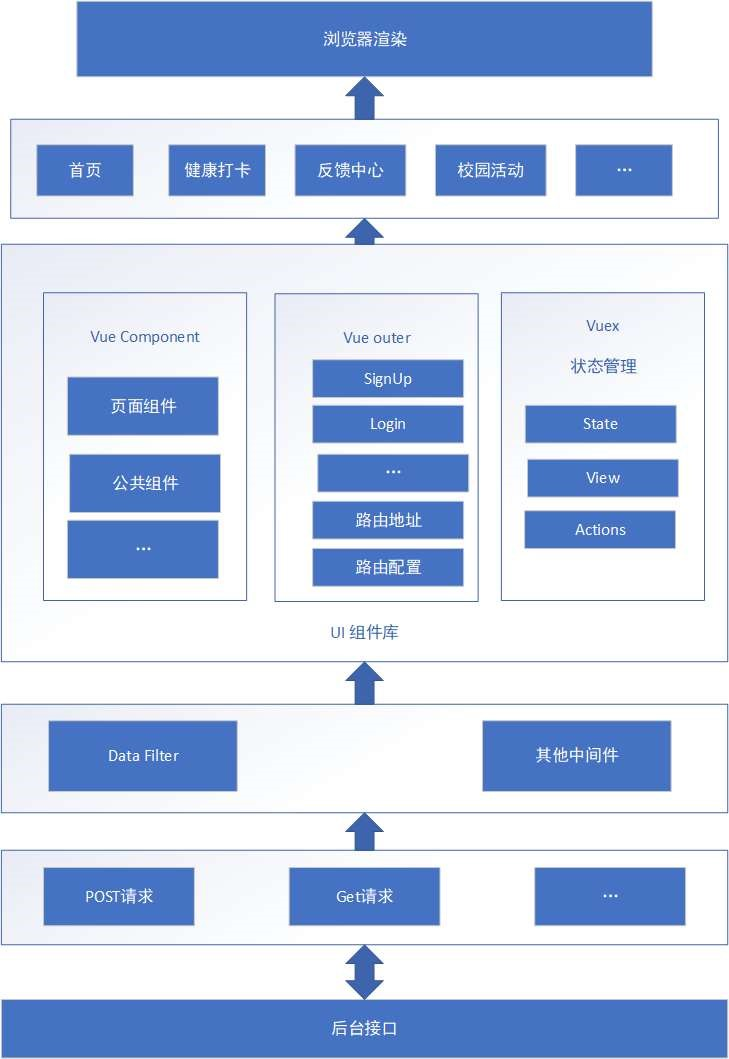 浏览器渲染
首页
健康打卡
反馈中心
校园活动
...
Vue Component
页面组件
公共组件
...
Vue outer
SignUp
Login
...
路由地址
路由配置
Vuex
状态管理
State
View
Actions
UI 组件库
Data Filter
其他中间件
POST请求
Get请求
...
后台接口